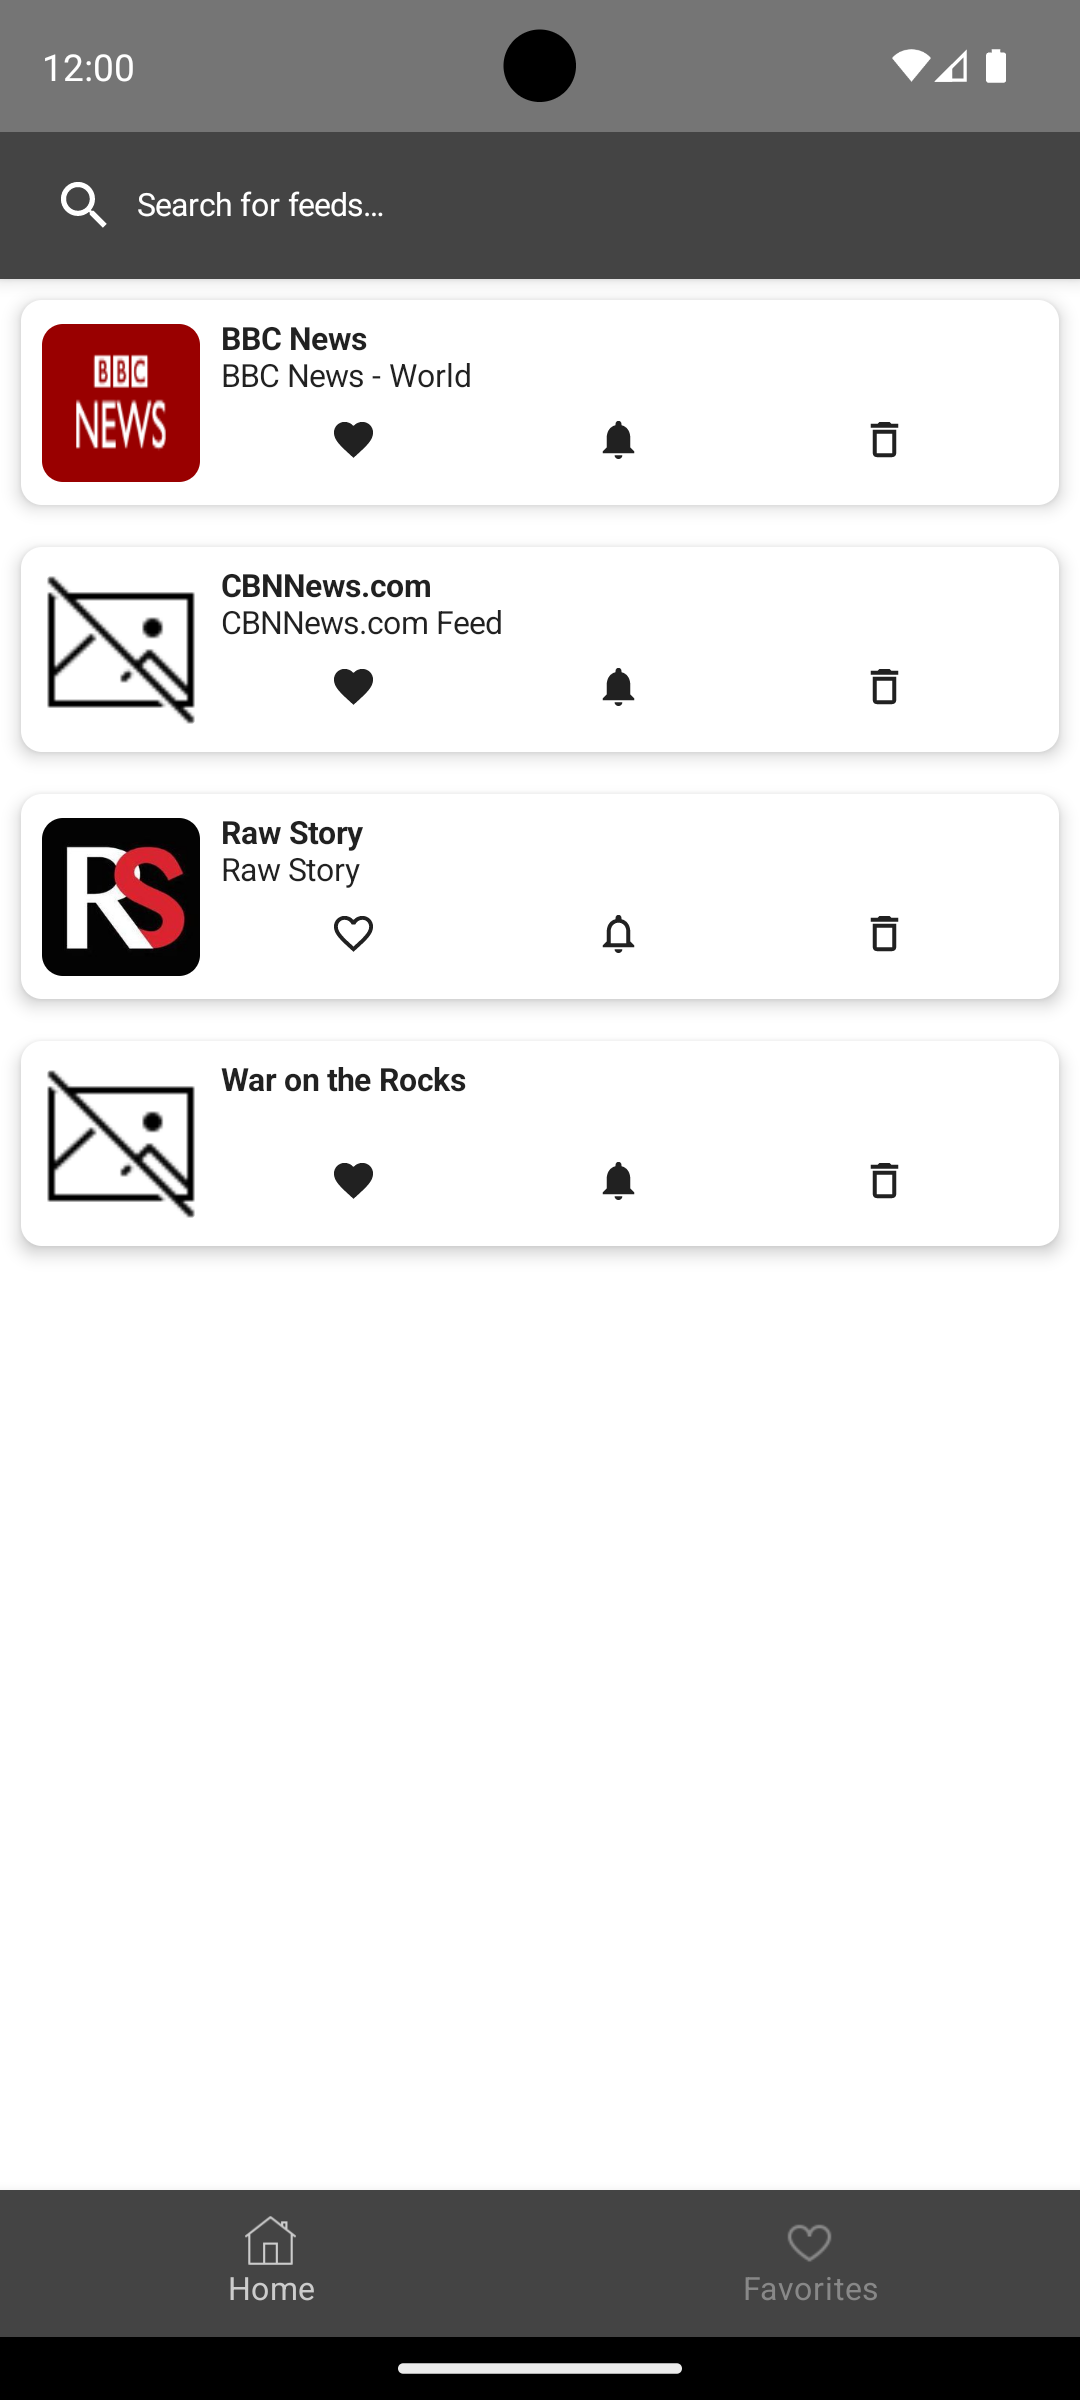 12:00
Search for feeds...
BBC
NEWS
BBC News
BBC News - World
CBNNews.com
CBNNews.com Feed
RS
Raw Story
Raw Story
War on the Rocks
Home
Favorites